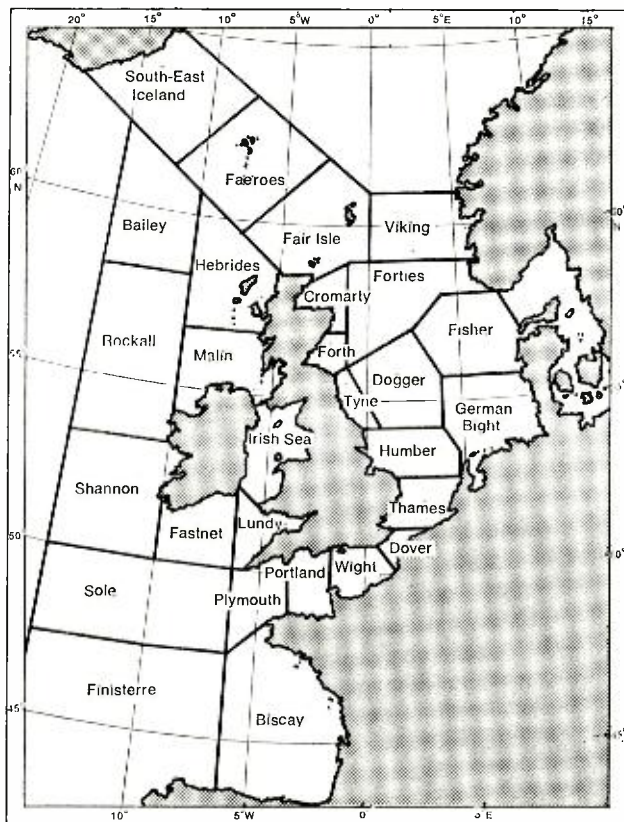 20° 15° 10° 5°W 0° 5°E 10° 15°
South-East
Iceland
60
N
Faeroes
Bailey
Fair Isle
Viking
N
Hebrides
Forties
Cromarty
Rockall
Fisher
Malin
Forth
55
Dogger
Tyne
German
Bight
Irish Sea
Humber
Shannon
Thames
Fastnet
Lundy
50
Dover
Portland
Wight
Sole
Plymouth
Finisterre
45
Biscay
10° 5°W 0° 5°E